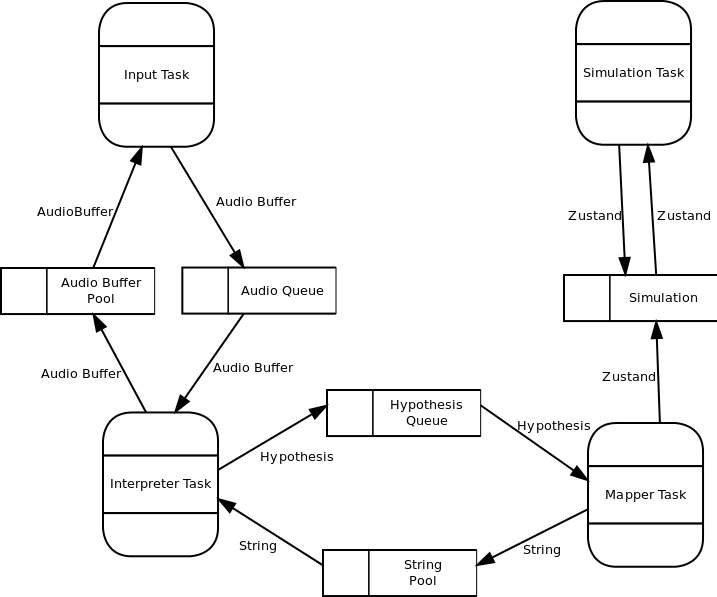 Input Task
Simulation Task
AudioBuffer
Audio Buffer
Zustand
Zustand
Audio Buffer
Pool
Audio Queue
Simulation
Audio Buffer
Audio Buffer
Zustand
Hypothesis
Queue
Hypothesis
Hypothesis
Interpreter Task
Mapper Task
String
String
String
Pool